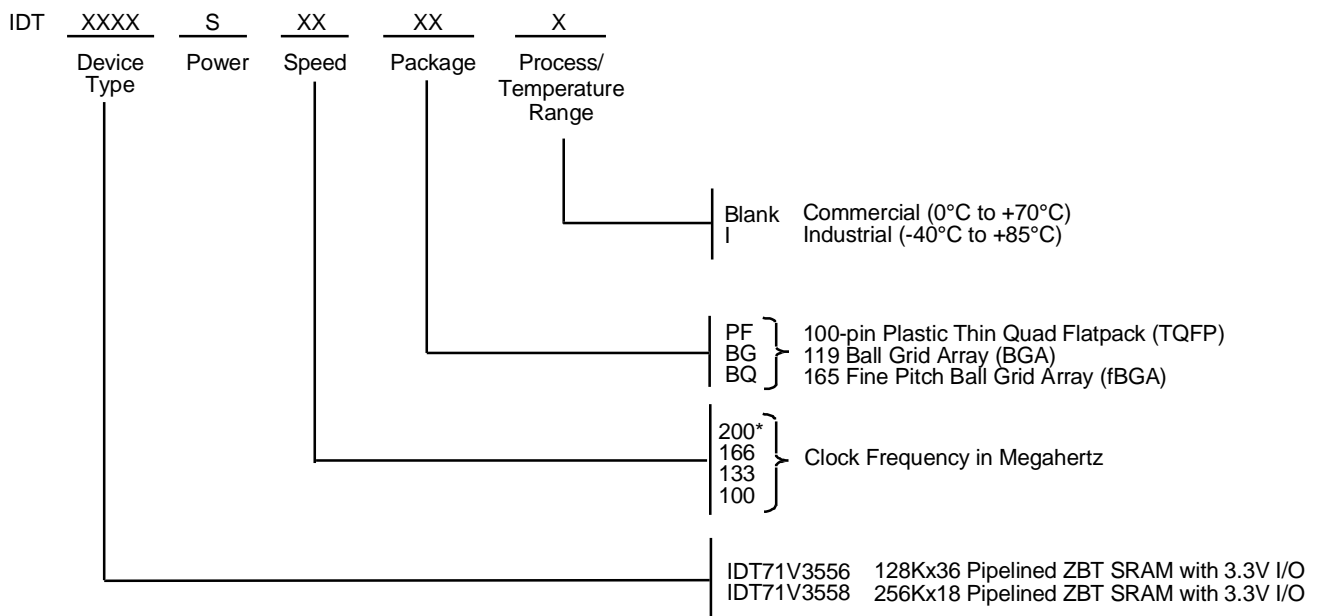 IDT XXXX S XX XX X
Device Type Power Speed Package Process/ Temperature Range
Blank Commercial (0°C to +70°C)
I Industrial (-40°C to +85°C)
PF 100-pin Plastic Thin Quad Flatpack (TQFP)
BG 119 Ball Grid Array (BGA)
BQ 165 Fine Pitch Ball Grid Array (fBGA)
200*
166
133
100
Clock Frequency in Megahertz
IDT71V3556 128Kx36 Pipelined ZBT SRAM with 3.3V I/O
IDT71V3558 256Kx18 Pipelined ZBT SRAM with 3.3V I/O